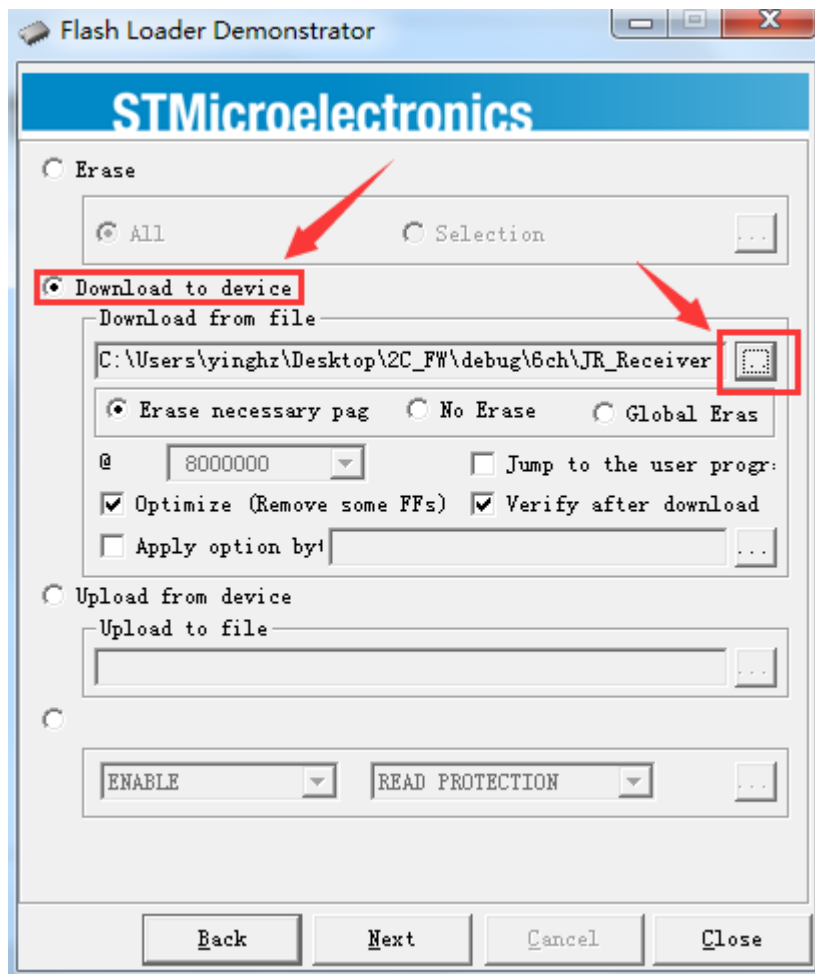 Flash Loader Demonstrator
STMicroelectronics
Erase
All Selection ...
Download to device
Download from file
C:\Users\yinghz\Desktop\2C_FW\debug\6ch\JR_Receiver
Erase necessary pag No Erase Global Eras
@ 8000000 Jump to the user progr
Optimize (Remove some FFs) Verify after download
Apply option byt ...
Upload from device
Upload to file
...
ENABLE READ PROTECTION ...
Back Next Cancel Close